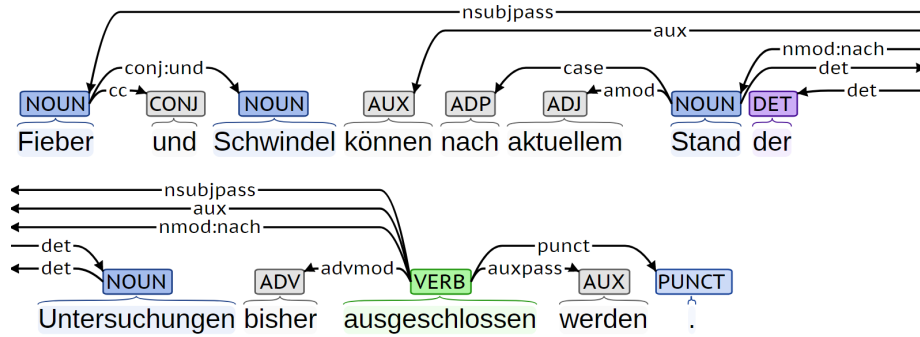 nsubjpass
aux
nmod:nach
conj:und case det
cc amod det
NOUN CONJ NOUN AUX ADP ADJ NOUN DET
Fieber und Schwindel können nach aktuellem Stand der
nsubjpass
aux
nmod:nach
det punct
det advmod auxpass
NOUN ADV VERB AUX PUNCT
Untersuchungen bisher ausgeschlossen werden .